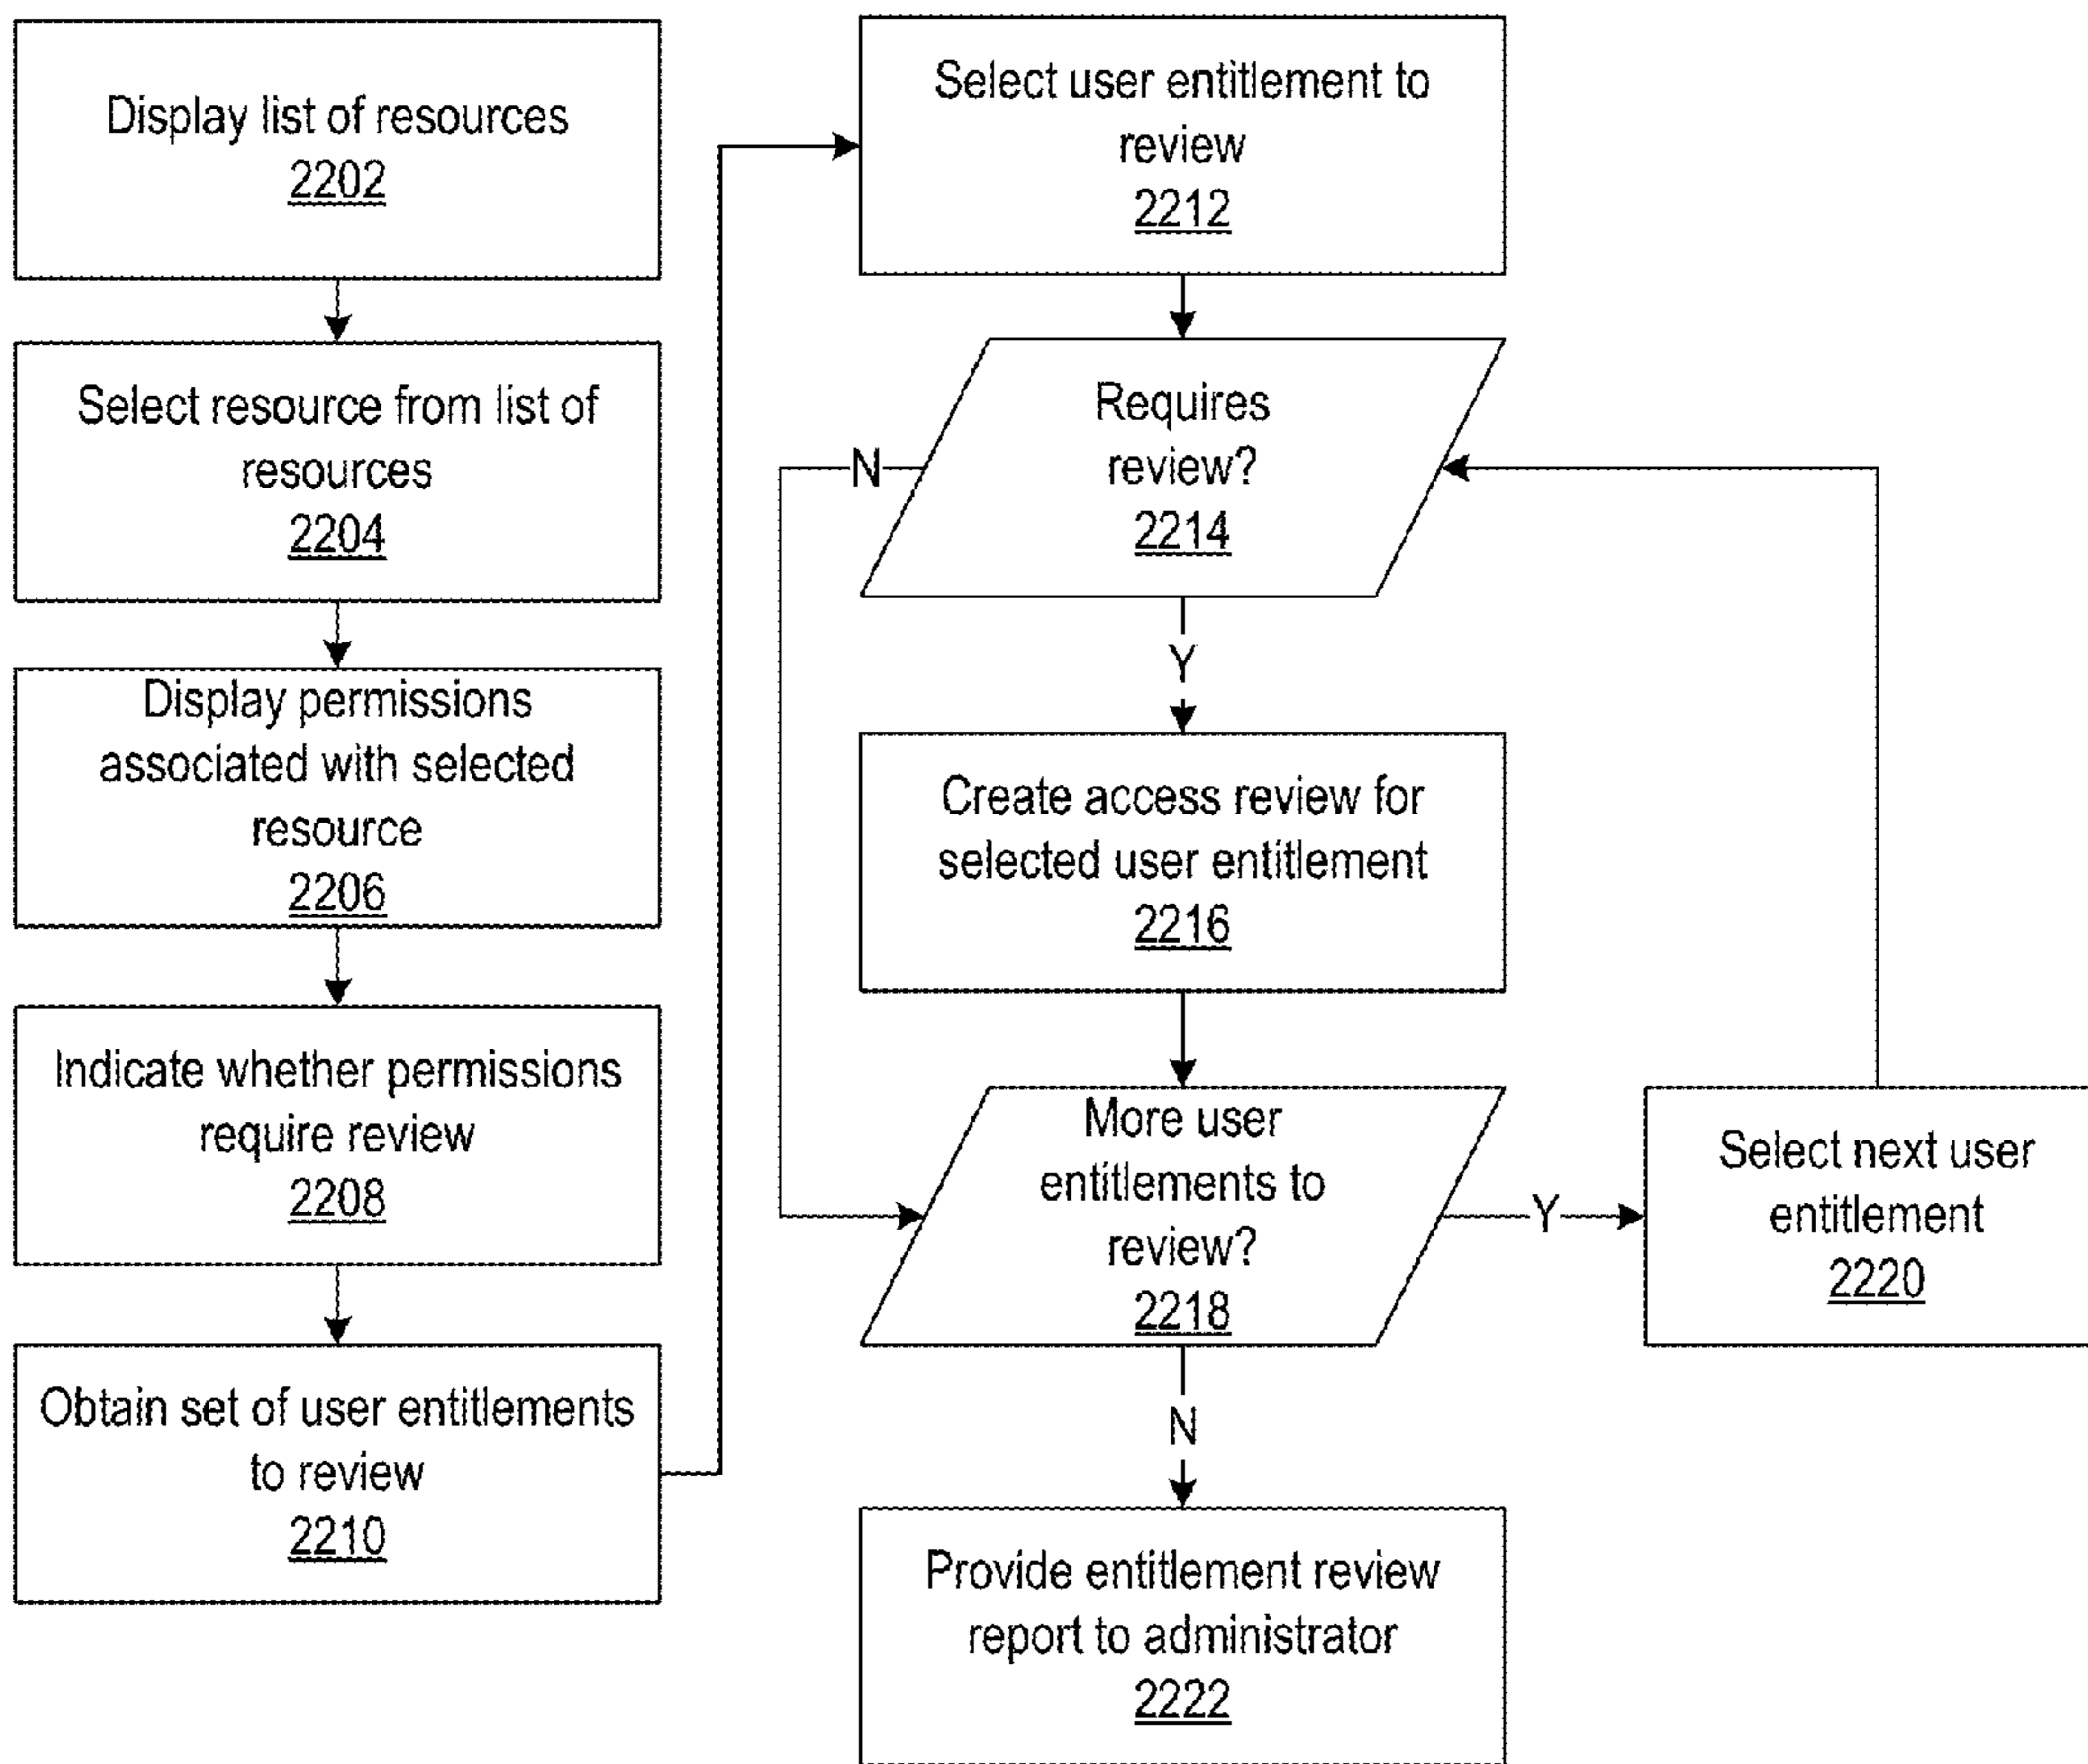 Display list of resources
2202
Select resource from list of
resources
2204
Display permissions
associated with selected
resource
2206
Indicate whether permissions
require review
2208
Obtain set of user entitlements
to review
2210
Select user entitlement to
review
2212
Requires
review?
2214
N
Y
Create access review for
selected user entitlement
2216
More user
entitlements to
review?
2218
Y
Select next user
entitlement
2220
N
Provide entitlement review
report to administrator
2222